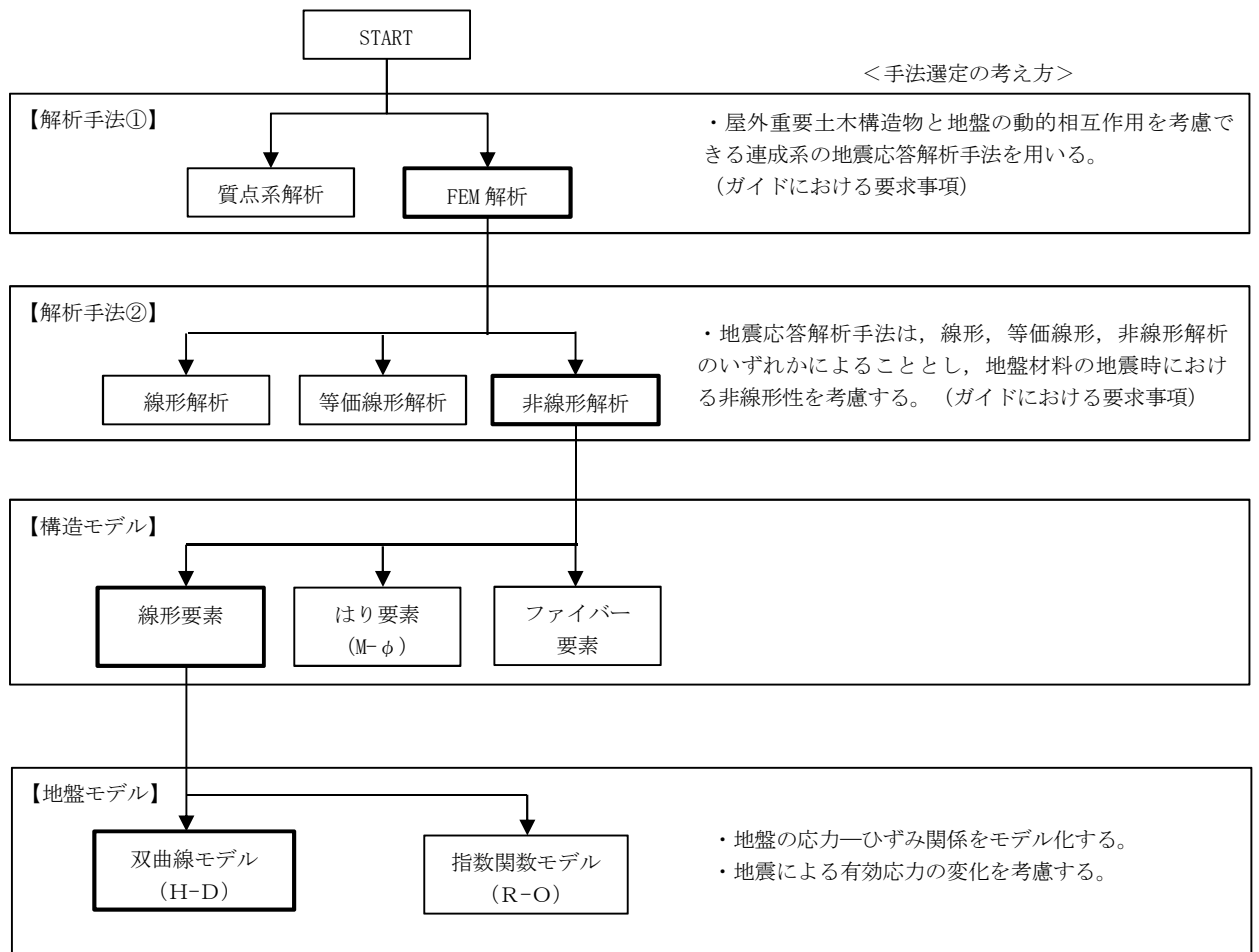 START
＜手法選定の考え方＞
【解析手法①】
質点系解析
FEM 解析
・屋外重要土木構造物と地盤の動的相互作用を考慮で
きる連成系の地震応答解析手法を用いる。
（ガイドにおける要求事項）
【解析手法②】
線形解析
等価線形解析
非線形解析
・地震応答解析手法は，線形，等価線形，非線形解析
のいずれかによることとし，地盤材料の地震時におけ
る非線形性を考慮する。（ガイドにおける要求事項）
【構造モデル】
線形要素
はり要素
（M-φ）
ファイバー
要素
【地盤モデル】
双曲線モデル
（H-D）
指数関数モデル
（R-O）
・地盤の応力―ひずみ関係をモデル化する。
・地震による有効応力の変化を考慮する。